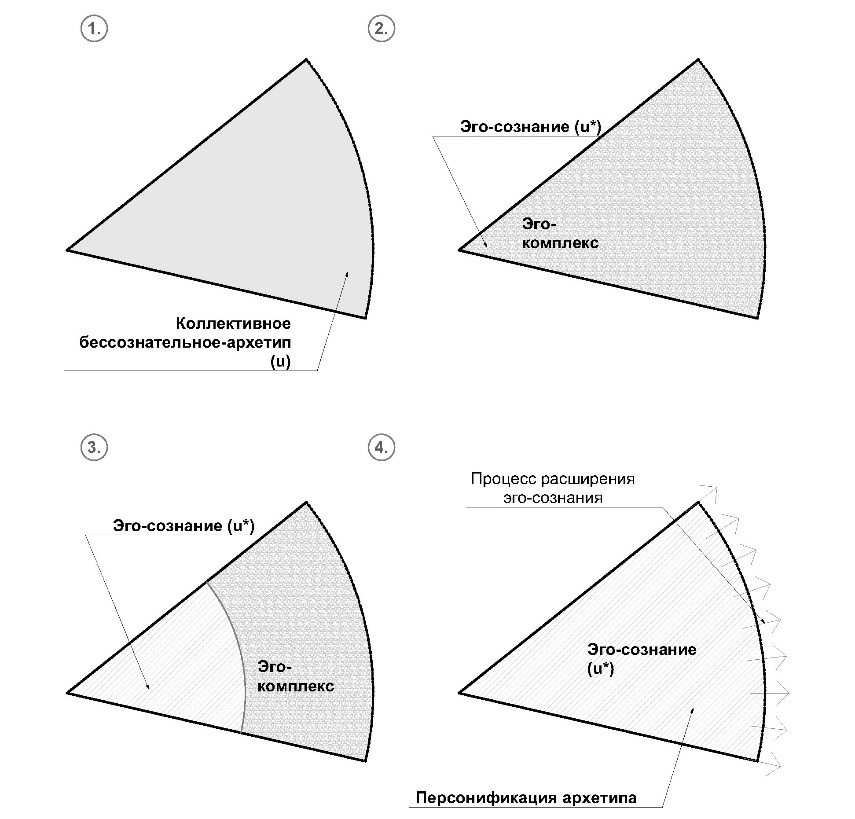 1.
Коллективное
бессознательное-архетип
(u)
2.
Эго-сознание (u*)
Эго-
комплекс
3.
Эго-сознание (u*)
Эго-
комплекс
4.
Процесс расширения
эго-сознания
Эго-сознание
(u*)
Персонификация архетипа